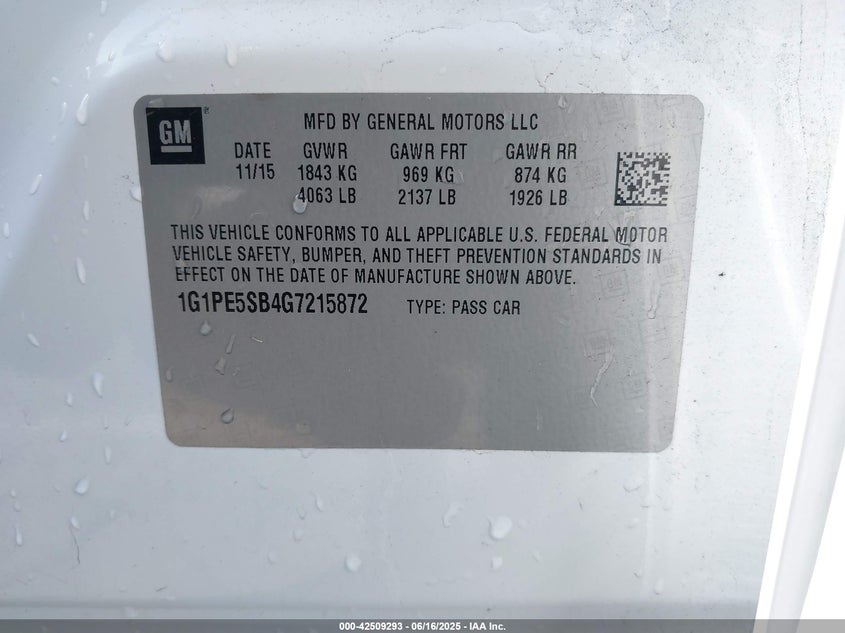 GM
MFD BY GENERAL MOTORS LLC
DATE GVWR GAWR FRT GAWR RR
11/15 1843 KG 969 KG 874 KG
4063 LB 2137 LB 1926 LB
THIS VEHICLE CONFORMS TO ALL APPLICABLE U.S. FEDERAL MOTOR
VEHICLE SAFETY, BUMPER, AND THEFT PREVENTION STANDARDS IN
EFFECT ON THE DATE OF MANUFACTURE SHOWN ABOVE.
1G1PE5SB4G7215872 TYPE: PASS CAR
000-42509293 - 06/16/2025 - IAA Inc.